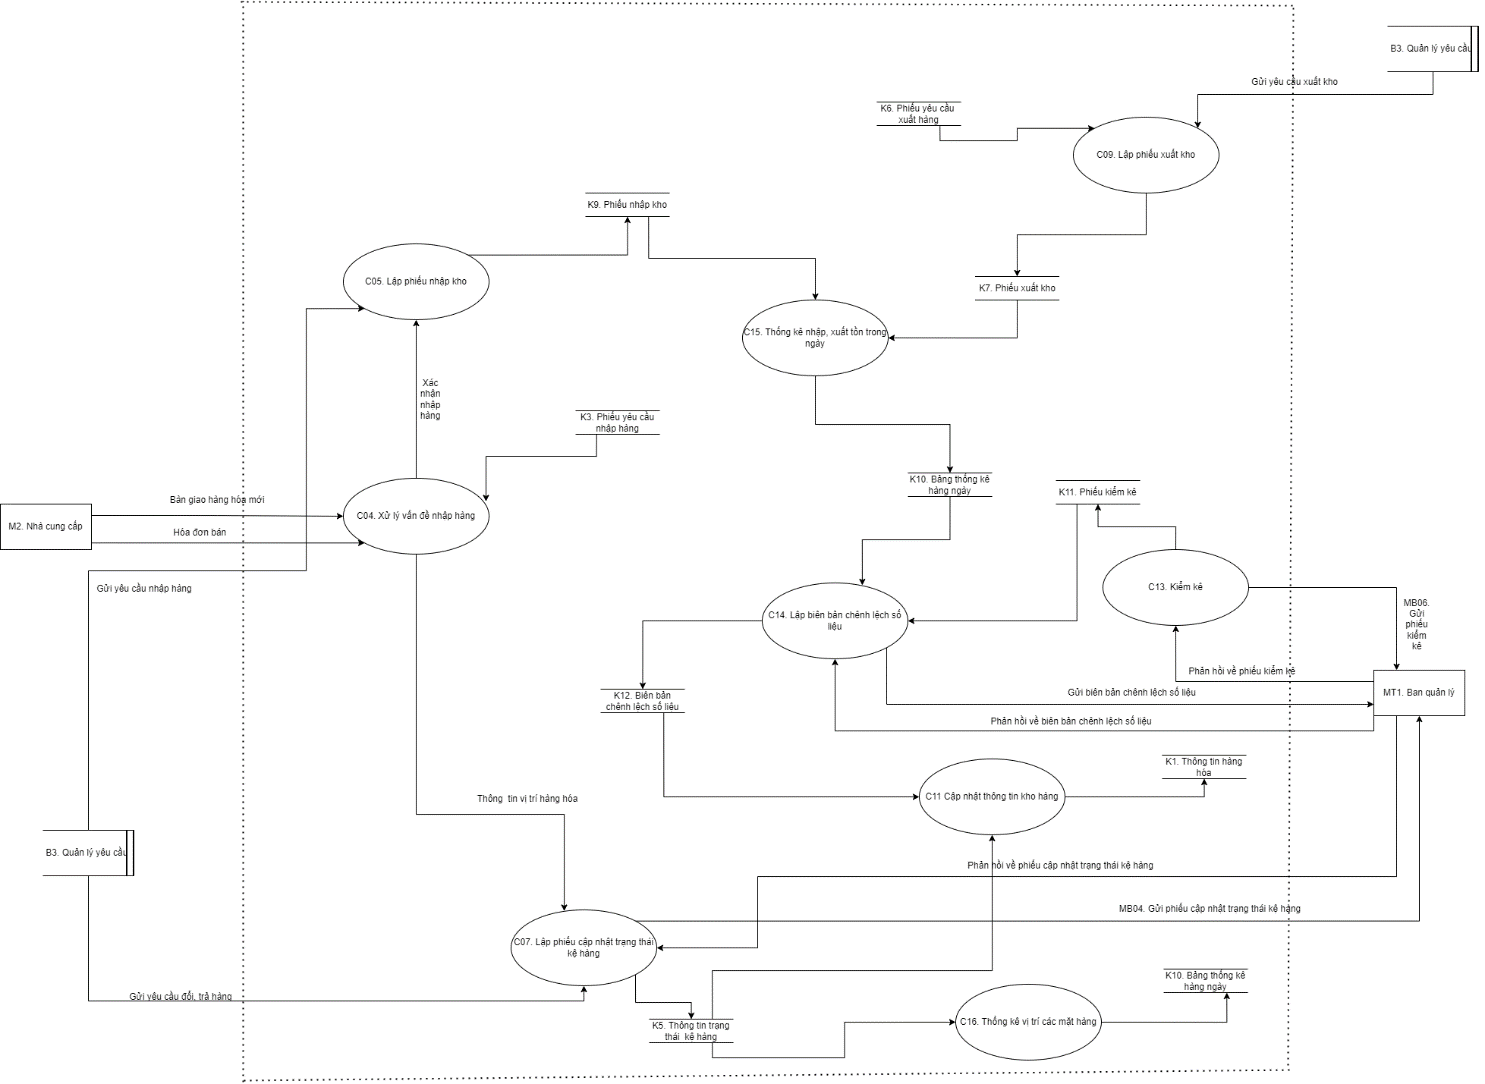 B3. Quản lý yêu cầu
Gửi yêu cầu xuất kho
K6. Phiếu yêu cầu
xuất hàng
C09. Lập phiếu xuất kho
K9. Phiếu nhập kho
C05. Lập phiếu nhập kho
K7. Phiếu xuất kho
C15. Thống kê nhập, xuất tồn trong
ngày
Xác
nhận
nhập
hàng
K3. Phiếu yêu cầu
nhập hàng
K10. Bảng thống kê
hàng ngày
K11. Phiếu kiểm kê
Bàn giao hàng hóa mới
M2. Nhà cung cấp
C04. Xử lý vấn đề nhập hàng
Hóa đơn bán
Gửi yêu cầu nhập hàng
C13. Kiểm kê
MB06.
Gửi
phiếu
kiểm
kê
C14. Lập biên bản chênh lệch số
liệu
Phản hồi về phiếu kiểm kê
K12. Biên bản
chênh lệch số liệu
Gửi biên bản chênh lệch số liệu
MT1. Ban quản lý
Phản hồi về biên bản chênh lệch số liệu
K1. Thông tin hàng
hóa
Thông  tin vị trí hàng hóa
C11 Cập nhật thông tin kho hàng
B3. Quản lý yêu cầu
Phản hồi về phiếu cập nhật trạng thái kệ hàng
MB04. Gửi phiếu cập nhật trạng thái kệ hàng
C07. Lập phiếu cập nhật trạng thái
kệ hàng
K10. Bảng thống kê
hàng ngày
Gửi yêu cầu đổi, trả hàng
K5. Thông tin trạng
thái  kệ hàng
C16. Thống kê vị trí các mặt hàng